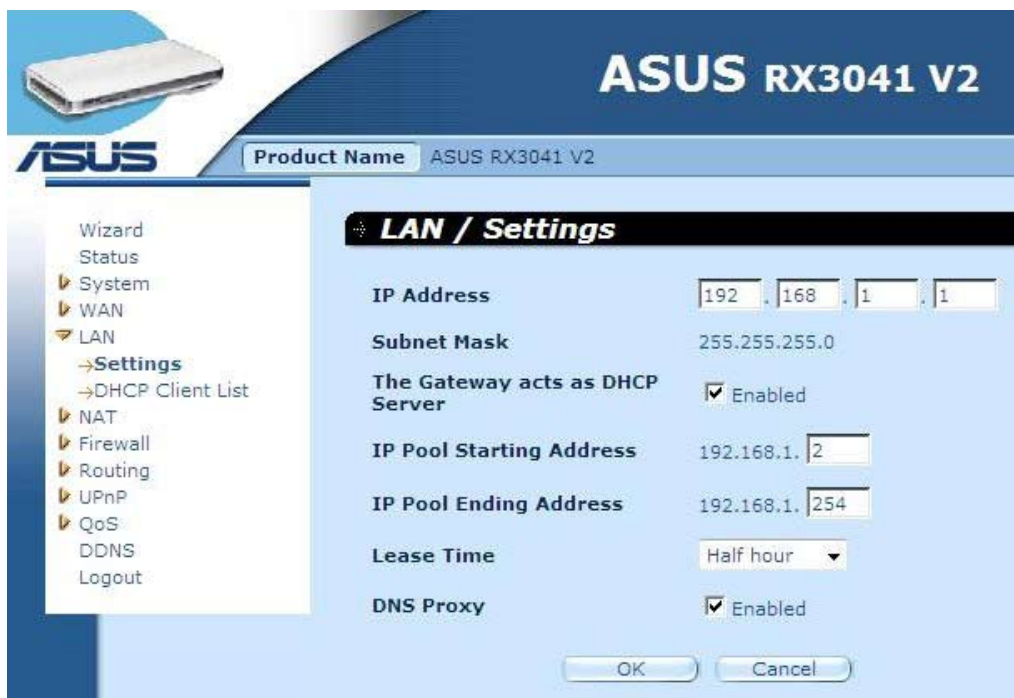 ASUS RX3041 V2
ASUS
Product Name ASUS RX3041 V2
Wizard
Status
System
WAN
LAN
Settings
DHCP Client List
NAT
Firewall
Routing
UPnP
QoS
DDNS
Logout
LAN / Settings
IP Address 192 . 168 . 1 . 1
Subnet Mask 255.255.255.0
The Gateway acts as DHCP
Server Enabled
IP Pool Starting Address 192.168.1. 2
IP Pool Ending Address 192.168.1. 254
Lease Time Half hour
DNS Proxy Enabled
OK Cancel